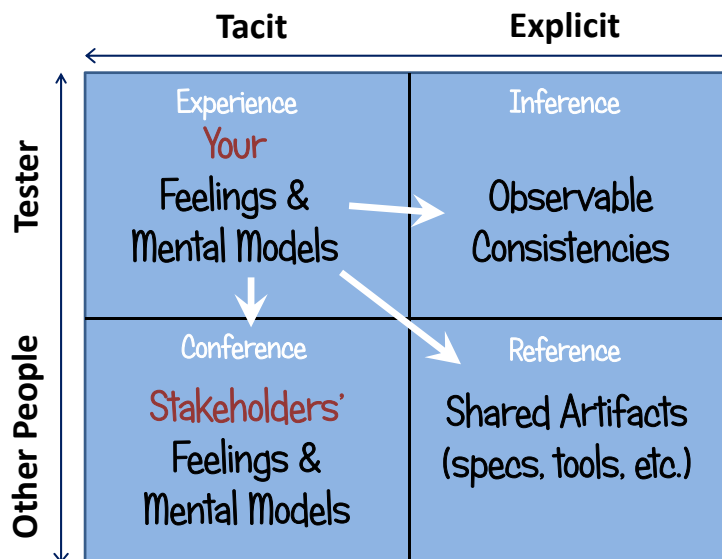 Tacit
Explicit
Tester
Other People
Experience
Your
Feelings &
Mental Models
Inference
Observable
Consistencies
Conference
Stakeholders'
Feelings &
Mental Models
Reference
Shared Artifacts
(specs, tools, etc.)